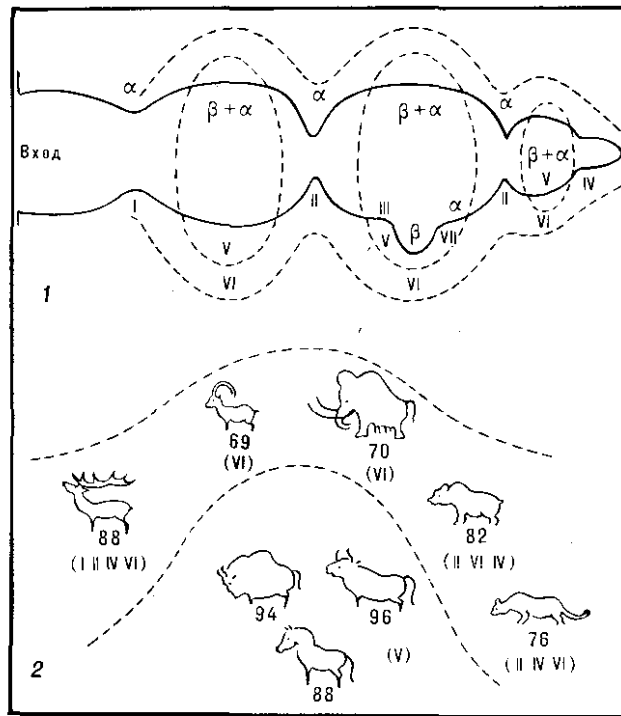 α α α
β + α β + α
Вход β + α
V IV
I II III α II
V β VII
V VI
VI VI
1
69 70
(VI) (VI)
88 82
(I II IV VI) (II VI IV)
94 96
76
(V) (II IV VI)
2 88